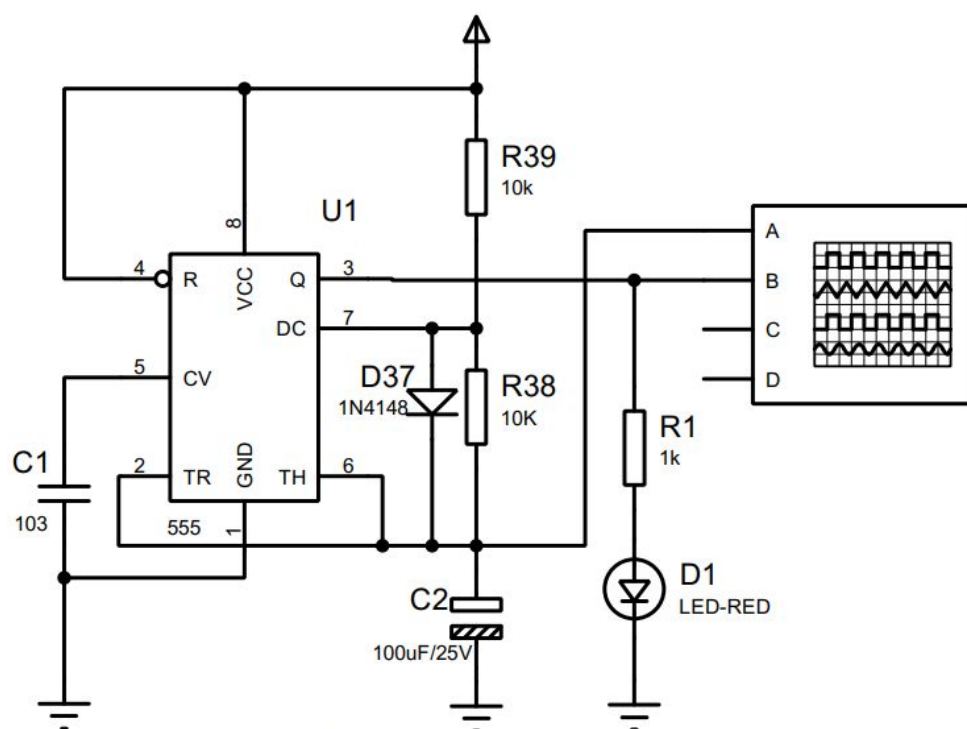 R39
10k
U1
8
A
4
R
VCC
Q
3
B
DC
7
C
5
CV
D37
1N4148
R38
10K
D
R1
1k
C1
103
2
TR
GND
TH
6
555
1
C2
100uF/25V
D1
LED-RED